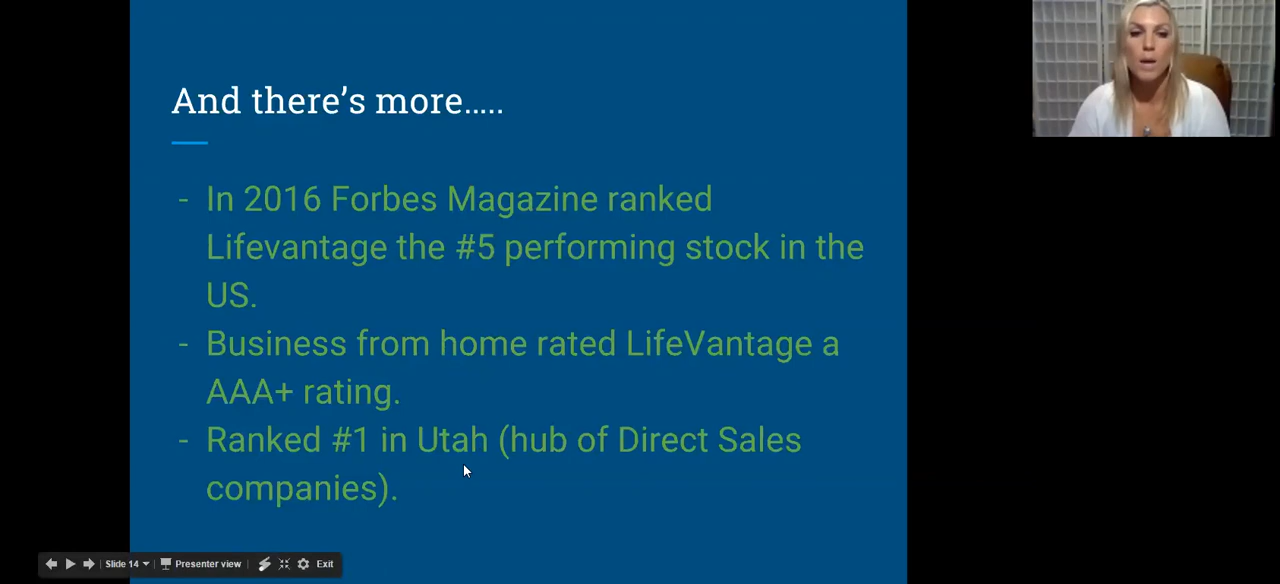 And there’s more…..
- In 2016 Forbes Magazine ranked
Lifevantage the #5 performing stock in the
US.
- Business from home rated LifeVantage a
AAA+ rating.
- Ranked #1 in Utah (hub of Direct Sales
companies).
Slide 14 Presenter view Exit